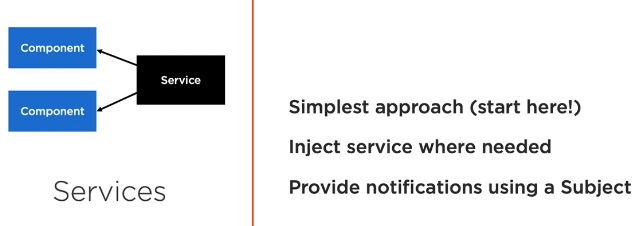 Component
Service
Component
Services
Simplest approach (start here!)
Inject service where needed
Provide notifications using a Subject